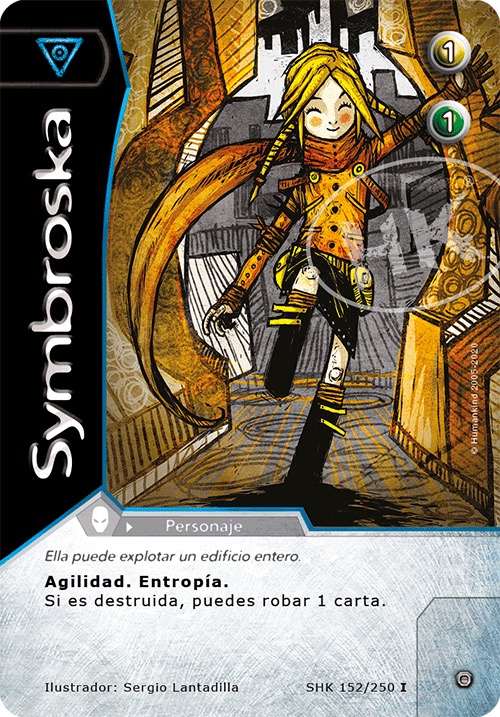 1
1
Symbroska
HK
®
© Humankind 2005-2020
Personaje
Ella puede explotar un edificio entero.
Agilidad. Entropía.
Si es destruida, puedes robar 1 carta.
Ilustrador: Sergio Lantadilla
SHK 152/250 I